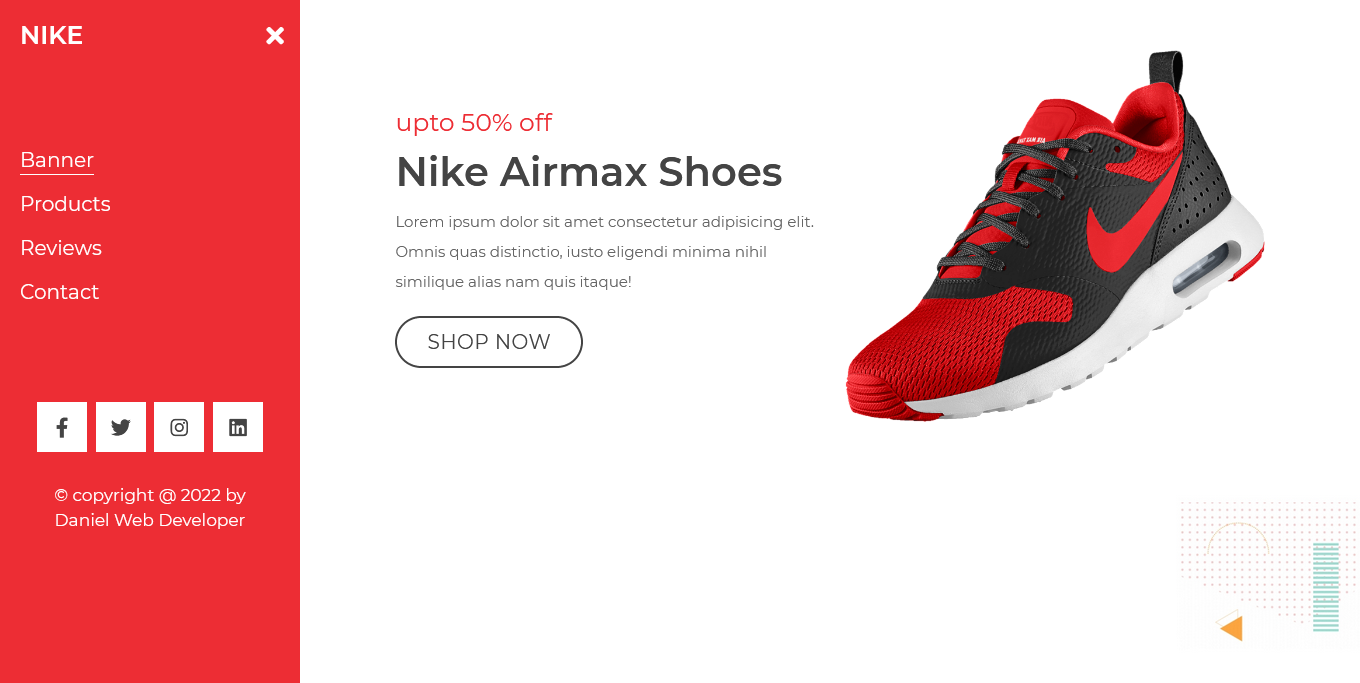 NIKE
Banner
Products
Reviews
Contact
© copyright @ 2022 by
Daniel Web Developer
upto 50% off
Nike Airmax Shoes
Lorem ipsum dolor sit amet consectetur adipisicing elit.
Omnis quas distinctio, iusto eligendi minima nihil
similique alias nam quis itaque!
SHOP NOW